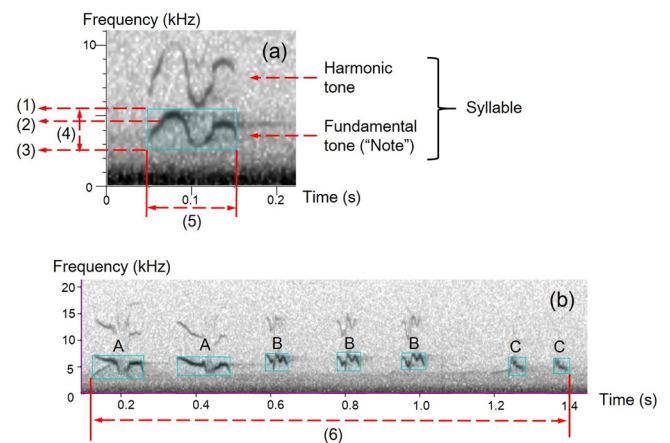 Frequency (kHz)
10
(a)
Harmonic
tone
(1)
(2)
(4)
(3)
Syllable
Fundamental
tone ("Note")
0
0
0.1
0.2
Time (s)
(5)
Frequency (kHz)
20
15
10
5
0
(b)
A
A
B
B
B
C
C
0.2
0.4
0.6
0.8
1.0
1.2
1.4
Time (s)
(6)